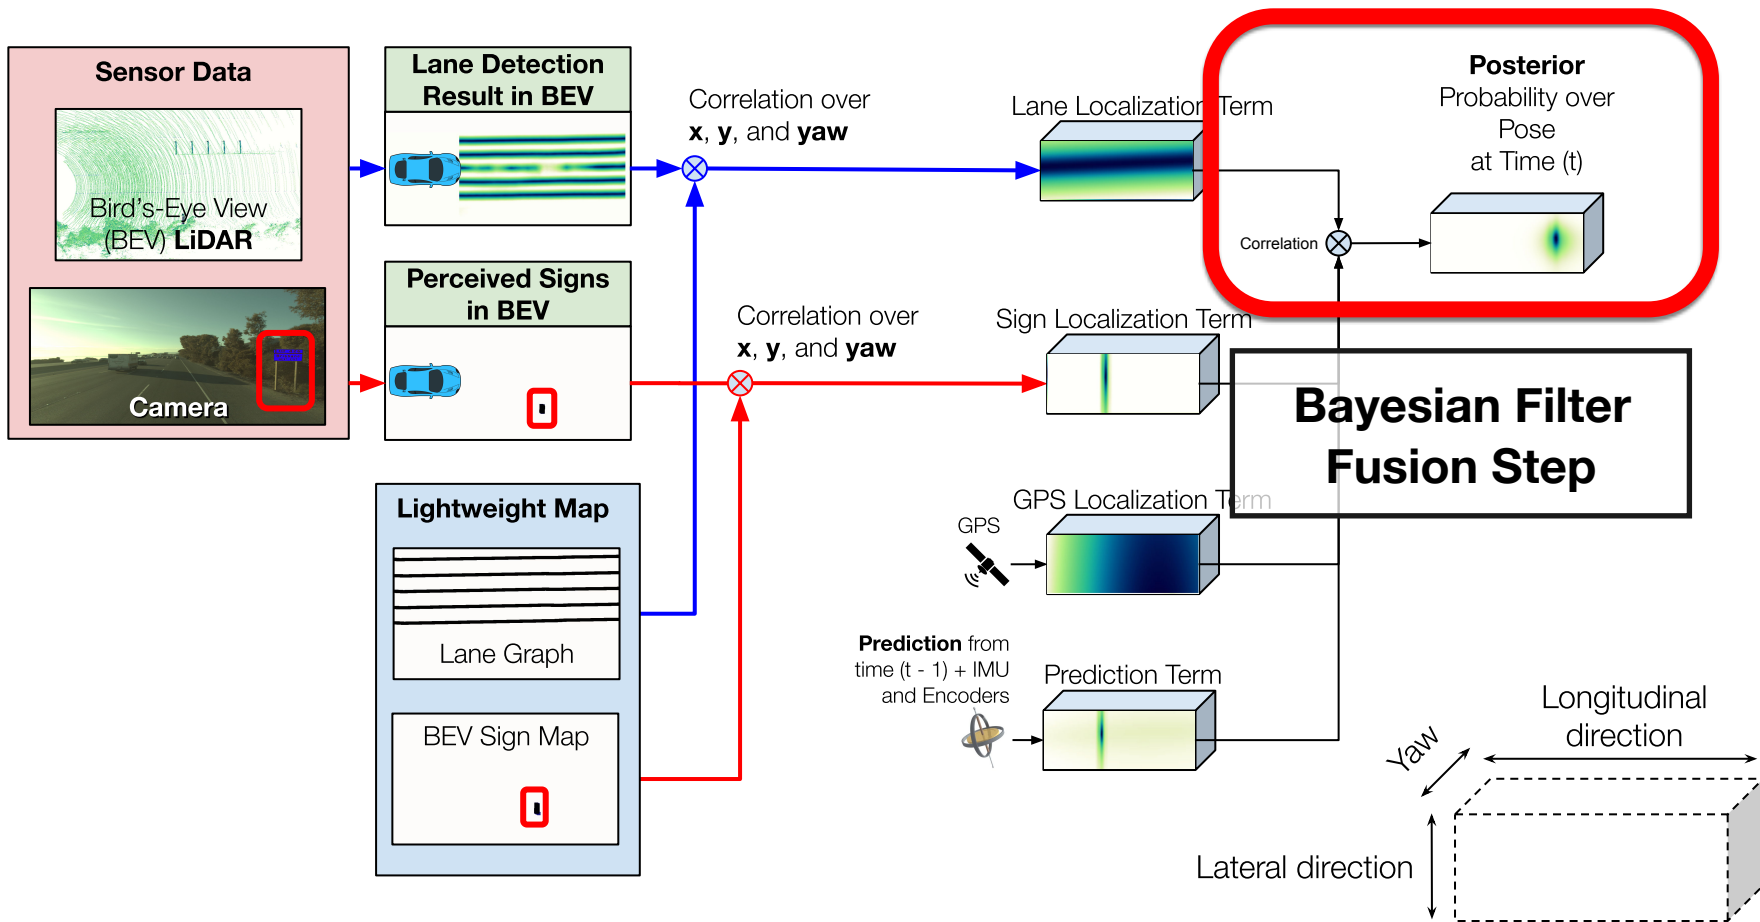 Sensor Data
Bird's-Eye View
(BEV) LiDAR
Camera
Lane Detection
Result in BEV
Perceived Signs
in BEV
Lightweight Map
Lane Graph
BEV Sign Map
Correlation over
x, y, and yaw
Correlation over
x, y, and yaw
Lane Localization Term
Sign Localization Term
GPS Localization Term
GPS
Prediction from
time (t - 1) + IMU
and Encoders
Prediction Term
Posterior
Probability over
Pose
at Time (t)
Correlation
Bayesian Filter
Fusion Step
Longitudinal
direction
Yaw
Lateral direction